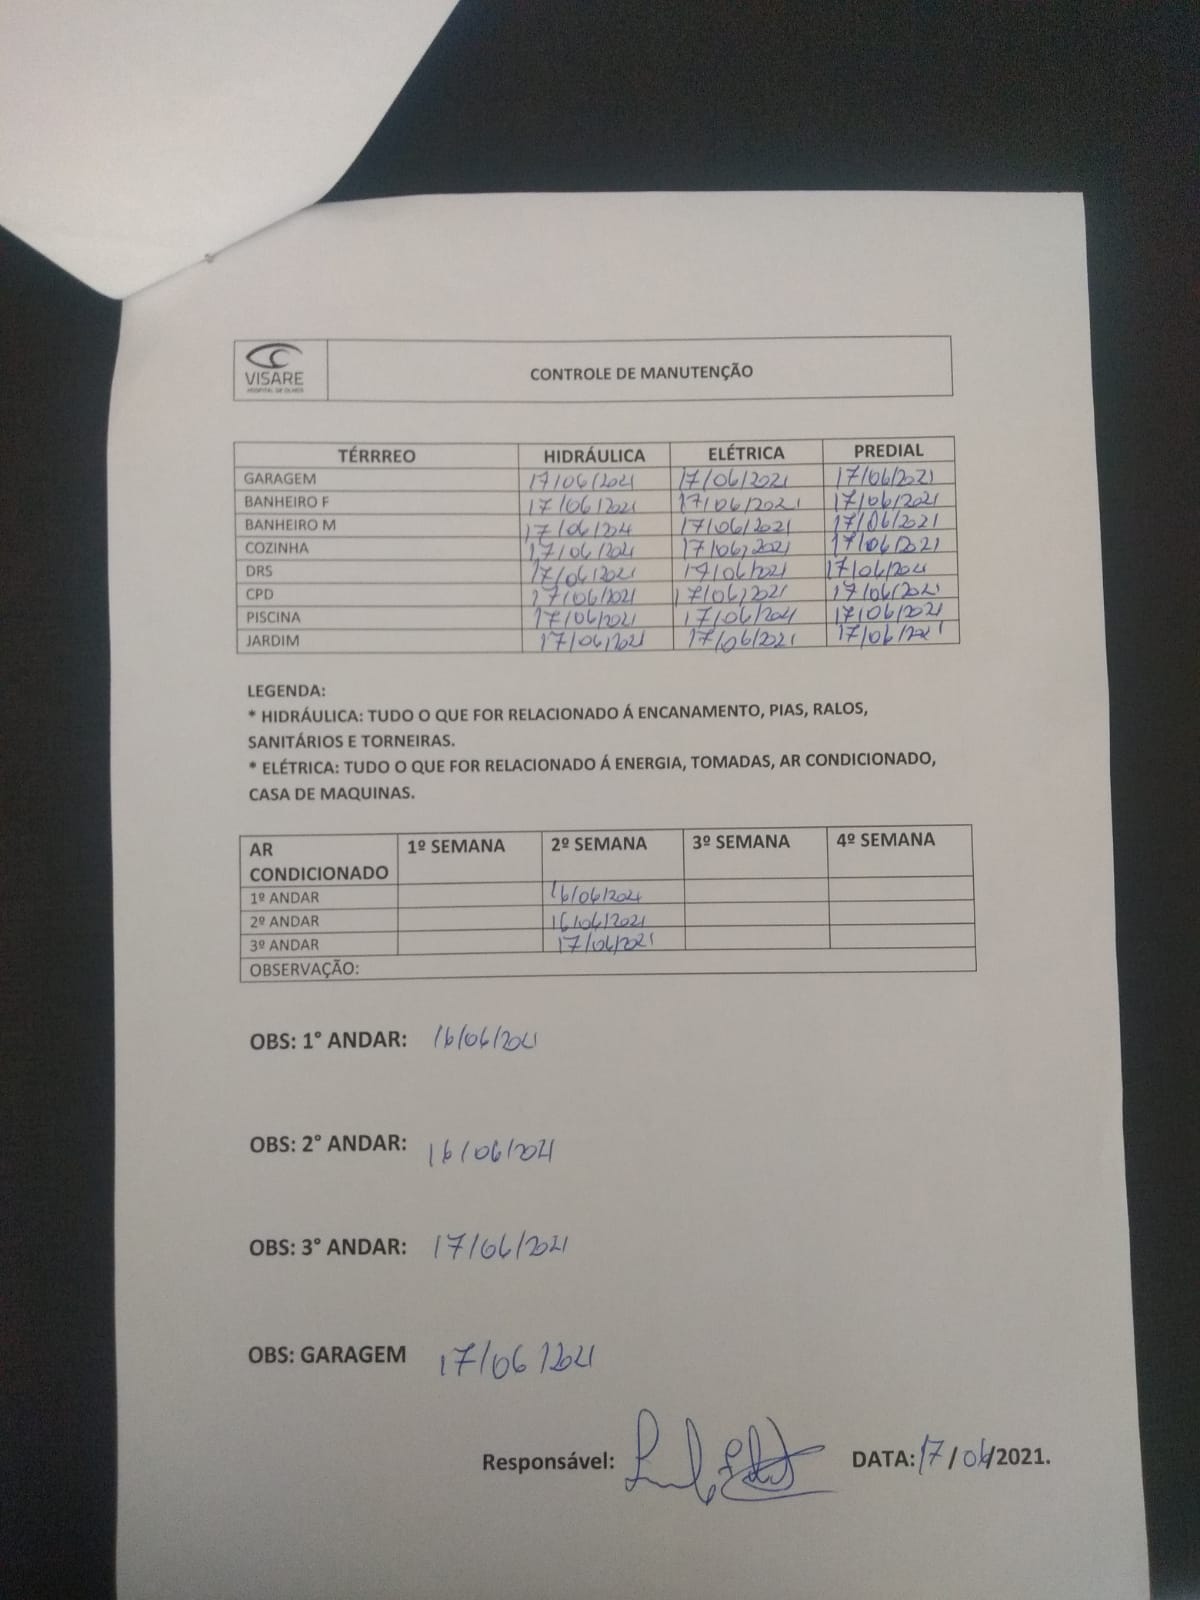 VISARE
HOSPITAL DE OLHOS
CONTROLE DE MANUTENÇÃO
TÉRRREO HIDRÁULICA ELÉTRICA PREDIAL
GARAGEM 17/06/2021 17/06/2021 17/06/2021
BANHEIRO F 17/06/2021 17/06/2021 17/06/2021
BANHEIRO M 17/06/2021 17/06/2021 17/06/2021
COZINHA 17/06/2021 17/06/2021 17/06/2021
DRS 17/06/2021 17/06/2021 17/06/2021
CPD 17/06/2021 17/06/2021 17/06/2021
PISCINA 17/06/2021 17/06/2021 17/06/2021
JARDIM 17/06/2021 17/06/2021 17/06/2021
LEGENDA:
* HIDRÁULICA: TUDO O QUE FOR RELACIONADO Á ENCANAMENTO, PIAS, RALOS,
SANITÁRIOS E TORNEIRAS.
* ELÉTRICA: TUDO O QUE FOR RELACIONADO Á ENERGIA, TOMADAS, AR CONDICIONADO,
CASA DE MAQUINAS.
AR CONDICIONADO 1º SEMANA 2º SEMANA 3º SEMANA 4º SEMANA
1º ANDAR 16/06/2021
2º ANDAR 16/06/2021
3º ANDAR 17/06/2021
OBSERVAÇÃO:
OBS: 1° ANDAR: 16/06/2021
OBS: 2° ANDAR: 16/06/2021
OBS: 3° ANDAR: 17/06/2021
OBS: GARAGEM 17/06/2021
Responsável: DATA: 17/06/2021.